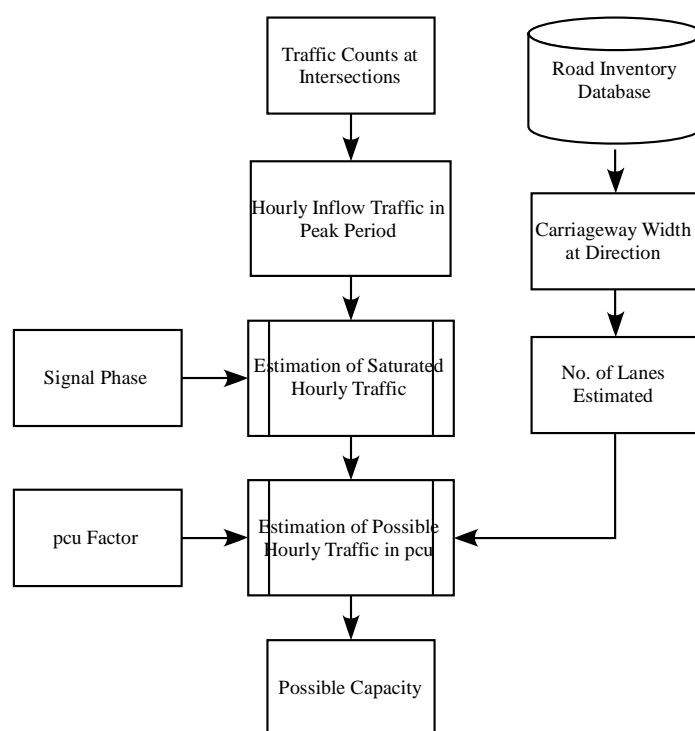 Traffic Counts at
Intersections
Road Inventory
Database
Hourly Inflow Traffic in
Peak Period
Carriageway Width
at Direction
Signal Phase
Estimation of Saturated
Hourly Traffic
No. of Lanes
Estimated
pcu Factor
Estimation of Possible
Hourly Traffic in pcu
Possible Capacity